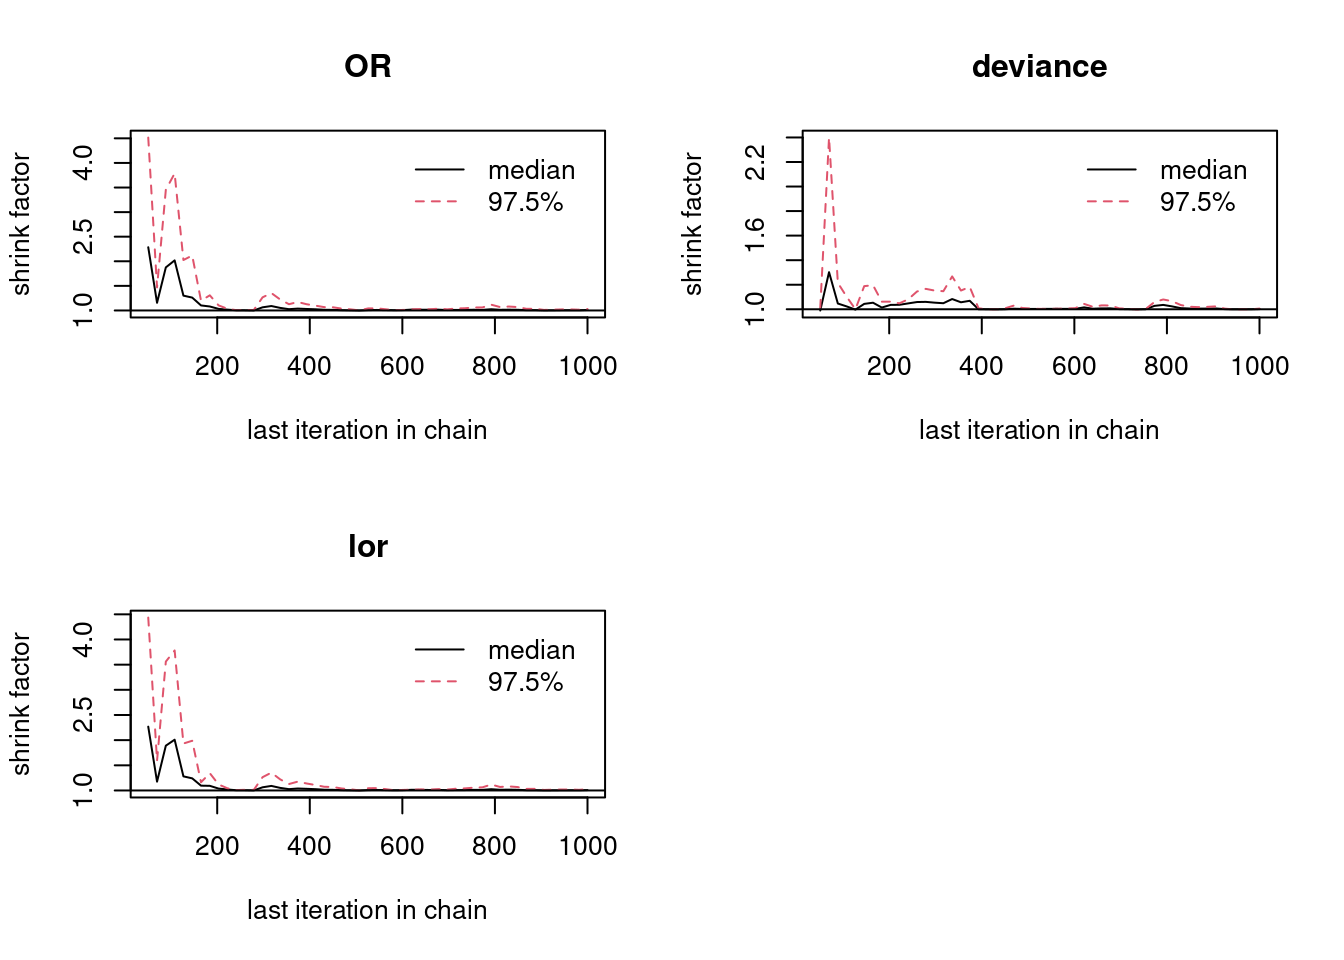 OR
shrink factor
1.0 2.5 4.0
median
97.5%
200 400 600 800 1000
last iteration in chain
deviance
shrink factor
1.0 1.6 2.2
median
97.5%
200 400 600 800 1000
last iteration in chain
lor
shrink factor
1.0 2.5 4.0
median
97.5%
200 400 600 800 1000
last iteration in chain